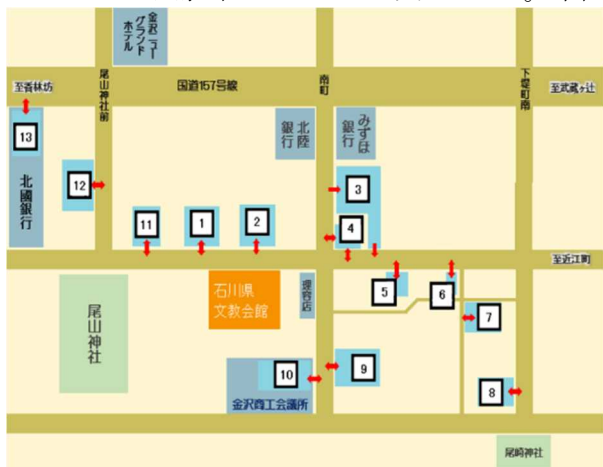 金沢ニュー
グランド
ホテル
至香林坊
尾山神社前
国道157号線
南町
下堤町南
至武蔵ヶ辻
13
北國銀行
12
11
1
2
北陸
銀行
みずほ
銀行
3
4
至近江町
尾山神社
石川県
文教会館
理容店
5
6
7
10
9
8
金沢商工会議所
尾崎神社